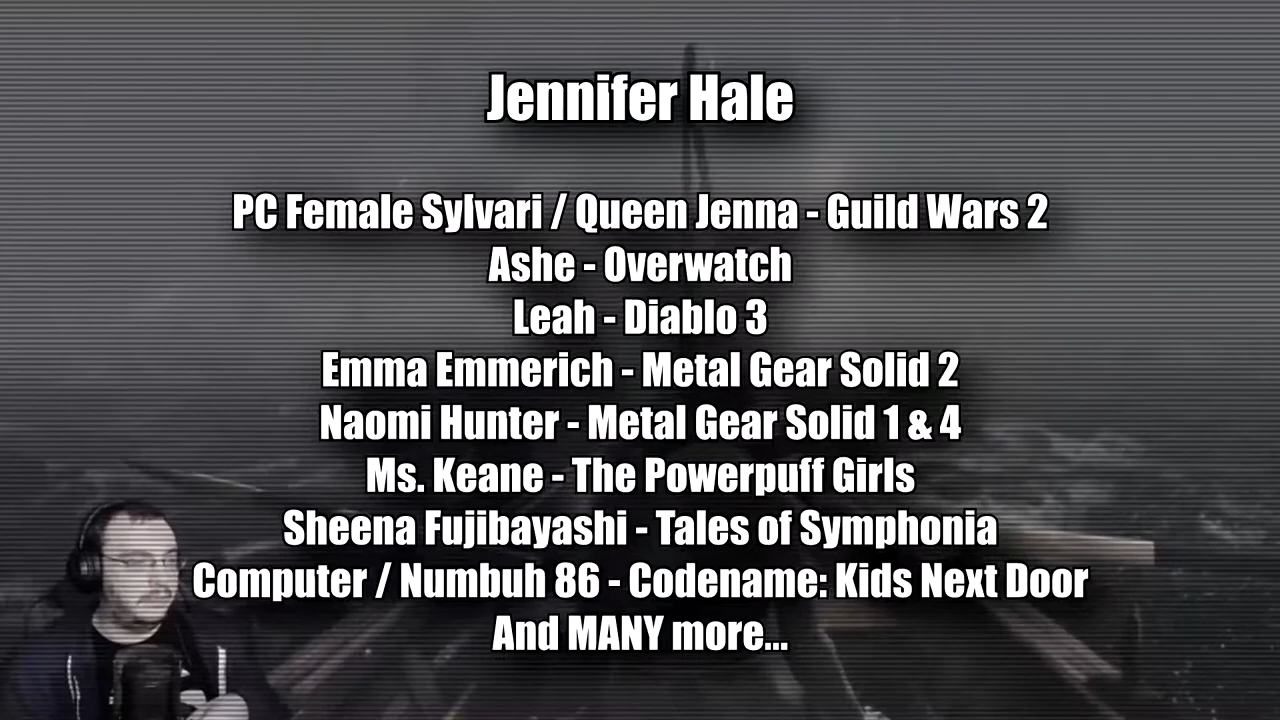 Jennifer Hale
PC Female Sylvari / Queen Jenna - Guild Wars 2
Ashe - Overwatch
Leah - Diablo 3
Emma Emmerich - Metal Gear Solid 2
Naomi Hunter - Metal Gear Solid 1 & 4
Ms. Keane - The Powerpuff Girls
Sheena Fujibayashi - Tales of Symphonia
Computer / Numbuh 86 - Codename: Kids Next Door
And MANY more...